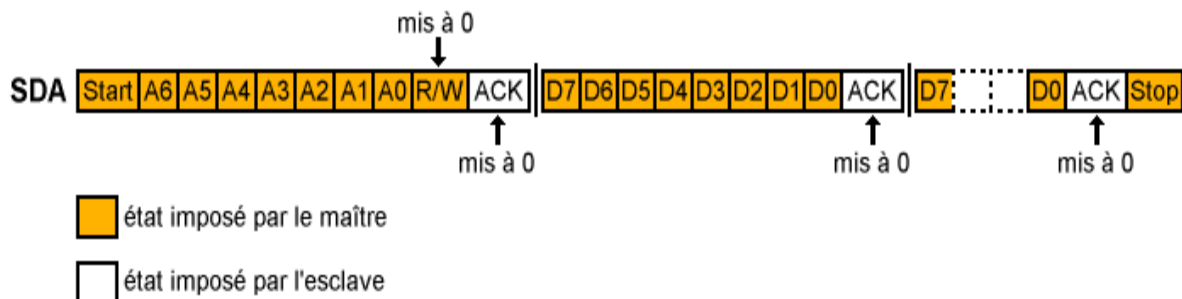 mis à 0
SDA Start A6 A5 A4 A3 A2 A1 A0 R/W ACK D7 D6 D5 D4 D3 D2 D1 D0 ACK D7 D0 ACK Stop
mis à 0 mis à 0 mis à 0
état imposé par le maître
état imposé par l'esclave